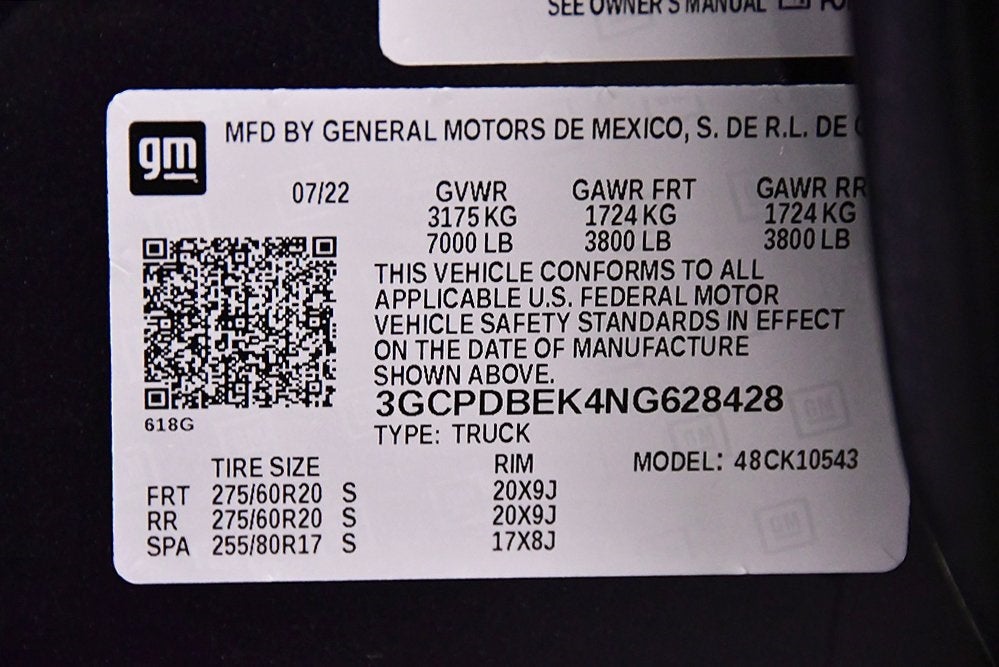 SEE OWNER'S MANUAL
gm
MFD BY GENERAL MOTORS DE MEXICO, S. DE R.L. DE
07/22 GVWR GAWR FRT GAWR RR
3175 KG 1724 KG 1724 KG
7000 LB 3800 LB 3800 LB
THIS VEHICLE CONFORMS TO ALL
APPLICABLE U.S. FEDERAL MOTOR
VEHICLE SAFETY STANDARDS IN EFFECT
ON THE DATE OF MANUFACTURE
SHOWN ABOVE.
3GCPDBEK4NG628428
618G
TYPE: TRUCK
TIRE SIZE RIM MODEL: 48CK10543
FRT 275/60R20 S 20X9J
RR 275/60R20 S 20X9J
SPA 255/80R17 S 17X8J